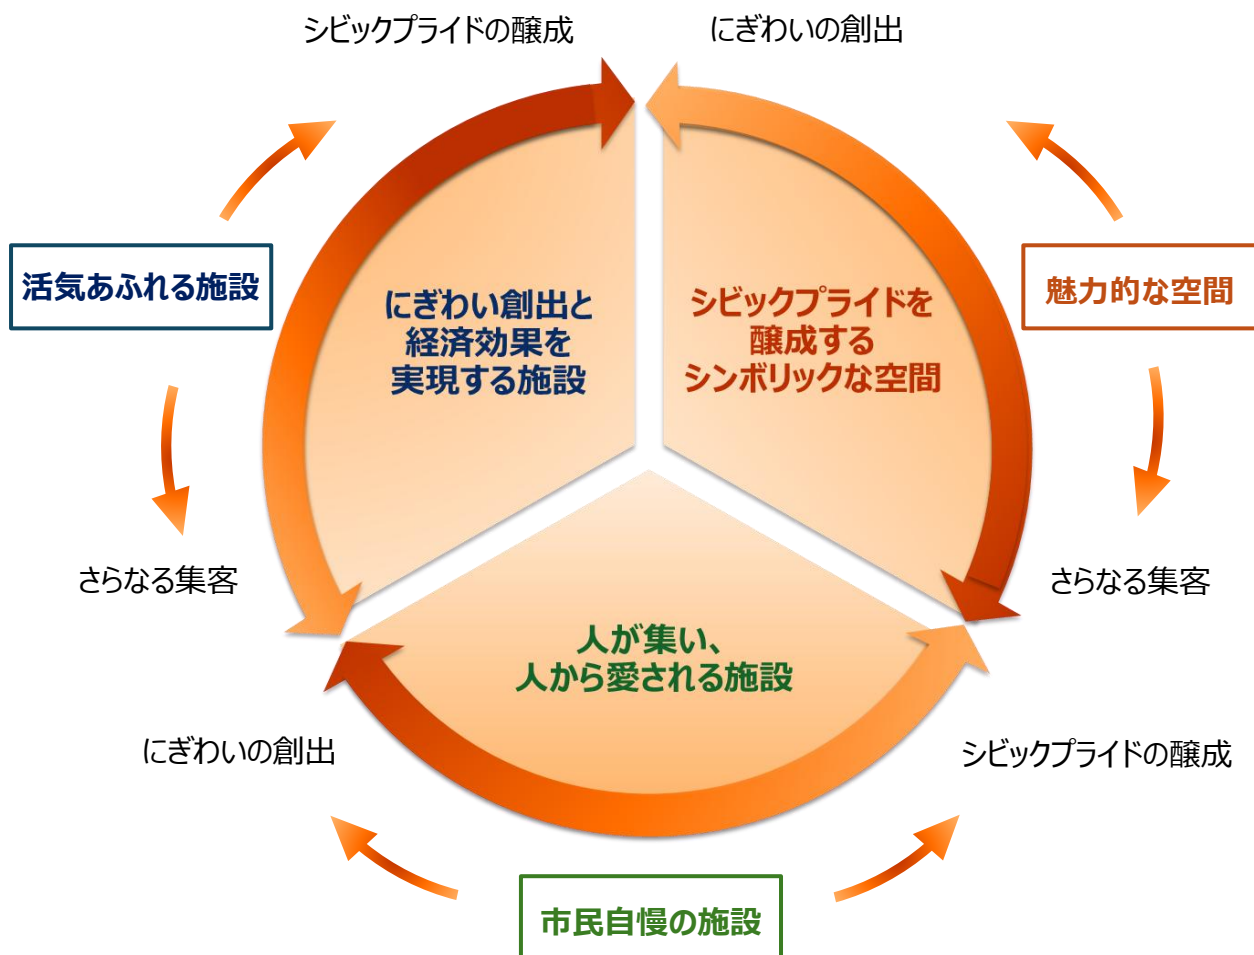 シビックプライドの醸成
にぎわいの創出
活気あふれる施設
魅力的な空間
にぎわい創出と
経済効果を
実現する施設
シビックプライドを
醸成する
シンボリックな空間
さらなる集客
さらなる集客
人が集い、
人から愛される施設
にぎわいの創出
シビックプライドの醸成
市民自慢の施設